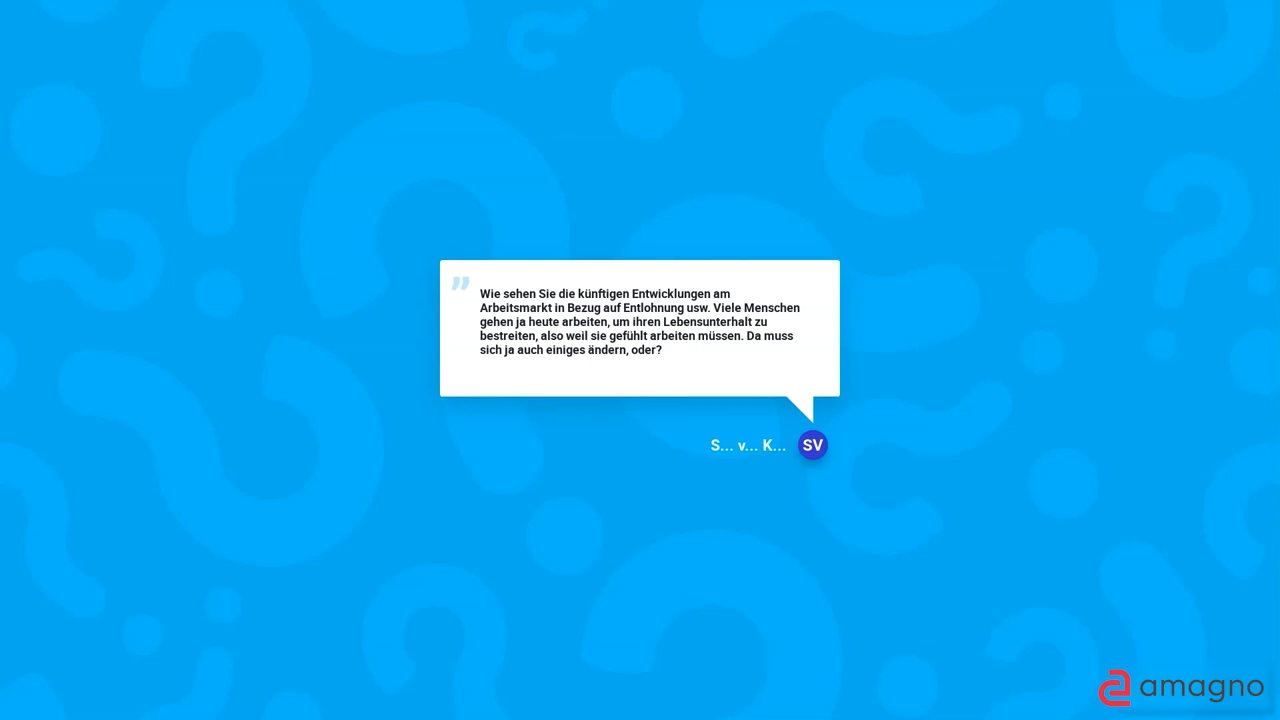 ”
Wie sehen Sie die künftigen Entwicklungen am
Arbeitsmarkt in Bezug auf Entlohnung usw. Viele Menschen
gehen ja heute arbeiten, um ihren Lebensunterhalt zu
bestreiten, also weil sie gefühlt arbeiten müssen. Da muss
sich ja auch einiges ändern, oder?
S... v... K... SV
amagno